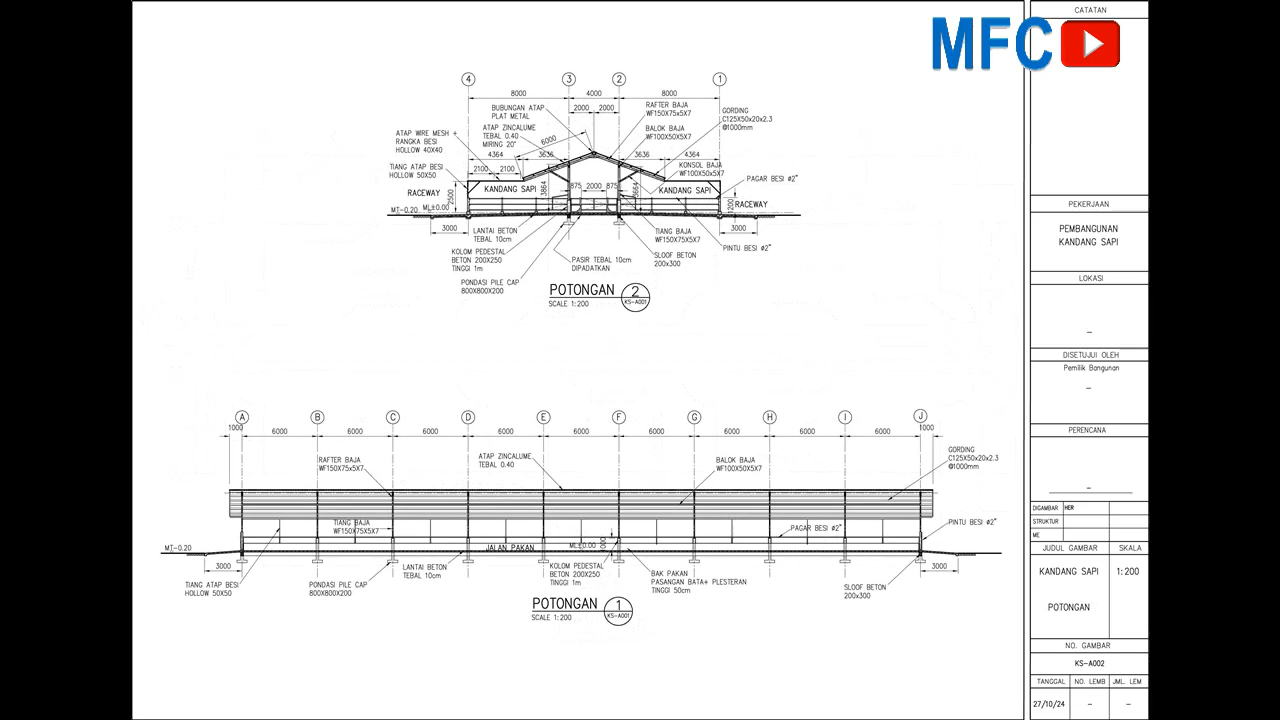 CATATAN
MFC
4
3
2
1
8000
4000
8000
2000
2000
BUBUNGAN ATAP
PLAT METAL
RAFTER BAJA
WF150X75x5X7
GORDING
C125X50x20x2.3
@1000mm
ATAP ZINCALUME
TEBAL 0.40
MIRING 20°
6000
BALOK BAJA
WF100X50X5X7
ATAP WIRE MESH +
RANGKA BESI
HOLLOW 40X40
4364
3636
3636
4364
TIANG ATAP BESI
HOLLOW 50X50
2100
2100
KONSOL BAJA
WF100X50x5X7
PAGAR BESI ø2"
RACEWAY
KANDANG SAPI
875
2000
875
KANDANG SAPI
2500
3864
3664
1200
RACEWAY
MT-0.20
ML±0.00
3000
3000
LANTAI BETON
TEBAL 10cm
TIANG BAJA
WF150X75X5X7
PINTU BESI ø2"
KOLOM PEDESTAL
BETON 200X250
TINGGI 1m
SLOOF BETON
200x300
PASIR TEBAL 10cm
DIPADATKAN
PONDASI PILE CAP
800X800X200
POTONGAN
SCALE 1:200
2
KS-A001
A
B
C
D
E
F
G
H
I
J
1000
6000
6000
6000
6000
6000
6000
6000
6000
6000
1000
RAFTER BAJA
WF150X75x5X7
ATAP ZINCALUME
TEBAL 0.40
BALOK BAJA
WF100X50X5X7
GORDING
C125X50x20x2.3
@1000mm
TIANG BAJA
WF150X75X5X7
PAGAR BESI ø2"
PINTU BESI ø2"
MT-0.20
JALAN PAKAN
ML±0.00
1000
3000
3000
LANTAI BETON
TEBAL 10cm
KOLOM PEDESTAL
BETON 200X250
TINGGI 1m
BAK PAKAN
PASANGAN BATA+ PLESTERAN
TINGGI 50cm
TIANG ATAP BESI
HOLLOW 50X50
PONDASI PILE CAP
800X800X200
SLOOF BETON
200x300
POTONGAN
SCALE 1:200
1
KS-A001
PEKERJAAN
PEMBANGUNAN
KANDANG SAPI
LOKASI
–
DISETUJUI OLEH
Pemilik Bangunan
–
PERENCANA
–
DIGAMBAR HER
STRUKTUR
ME
JUDUL GAMBAR SKALA
KANDANG SAPI 1:200
POTONGAN
NO. GAMBAR
KS-A002
TANGGAL NO. LEMB JML. LEM
27/10/24 – –